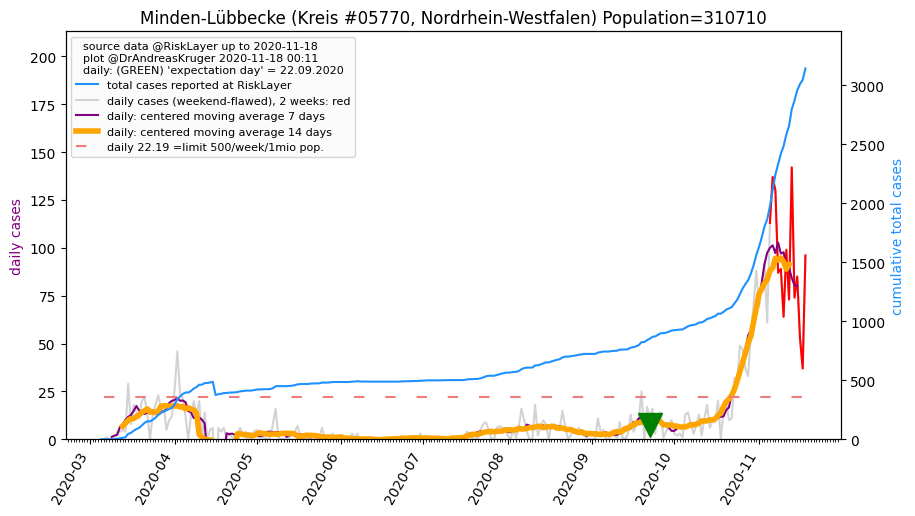 Minden-Lübbecke (Kreis #05770, Nordrhein-Westfalen) Population=310710
source data @RiskLayer up to 2020-11-18
plot @DrAndreasKruger 2020-11-18 00:11
daily: (GREEN) 'expectation day' = 22.09.2020
total cases reported at RiskLayer
daily cases (weekend-flawed), 2 weeks: red
daily: centered moving average 7 days
daily: centered moving average 14 days
daily 22.19 =limit 500/week/1mio pop.
daily cases
200
175
150
125
100
75
50
25
0
cumulative total cases
3000
2500
2000
1500
1000
500
0
2020-03
2020-04
2020-05
2020-06
2020-07
2020-08
2020-09
2020-10
2020-11